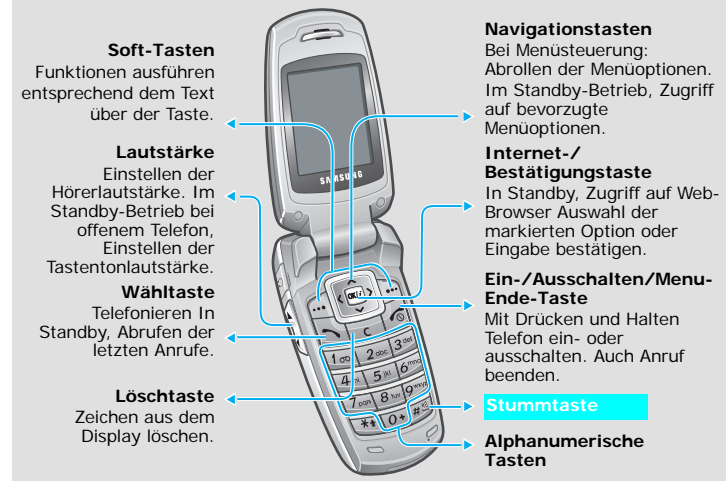 Soft-Tasten
Funktionen ausführen
entsprechend dem Text
über der Taste.
Lautstärke
Einstellen der
Hörerlautstärke. Im
Standby-Betrieb bei
offenem Telefon,
Einstellen der
Tastentonlautstärke.
Wähltaste
Telefonieren In
Standby, Abrufen der
letzten Anrufe.
Löschtaste
Zeichen aus dem
Display löschen.
SAMSUNG
OK
C
1
2 abc
3 def
4
5 jkl
6 mno
7 pqrs
8 tuv
9 wxyz
*
0+
#
Navigationstasten
Bei Menüsteuerung:
Abrollen der Menüoptionen.
Im Standby-Betrieb, Zugriff
auf bevorzugte
Menüoptionen.
Internet-/
Bestätigungstaste
In Standby, Zugriff auf Web-
Browser Auswahl der
markierten Option oder
Eingabe bestätigen.
Ein-/Ausschalten/Menu-
Ende-Taste
Mit Drücken und Halten
Telefon ein- oder
ausschalten. Auch Anruf
beenden.
Stummtaste
Alphanumerische
Tasten